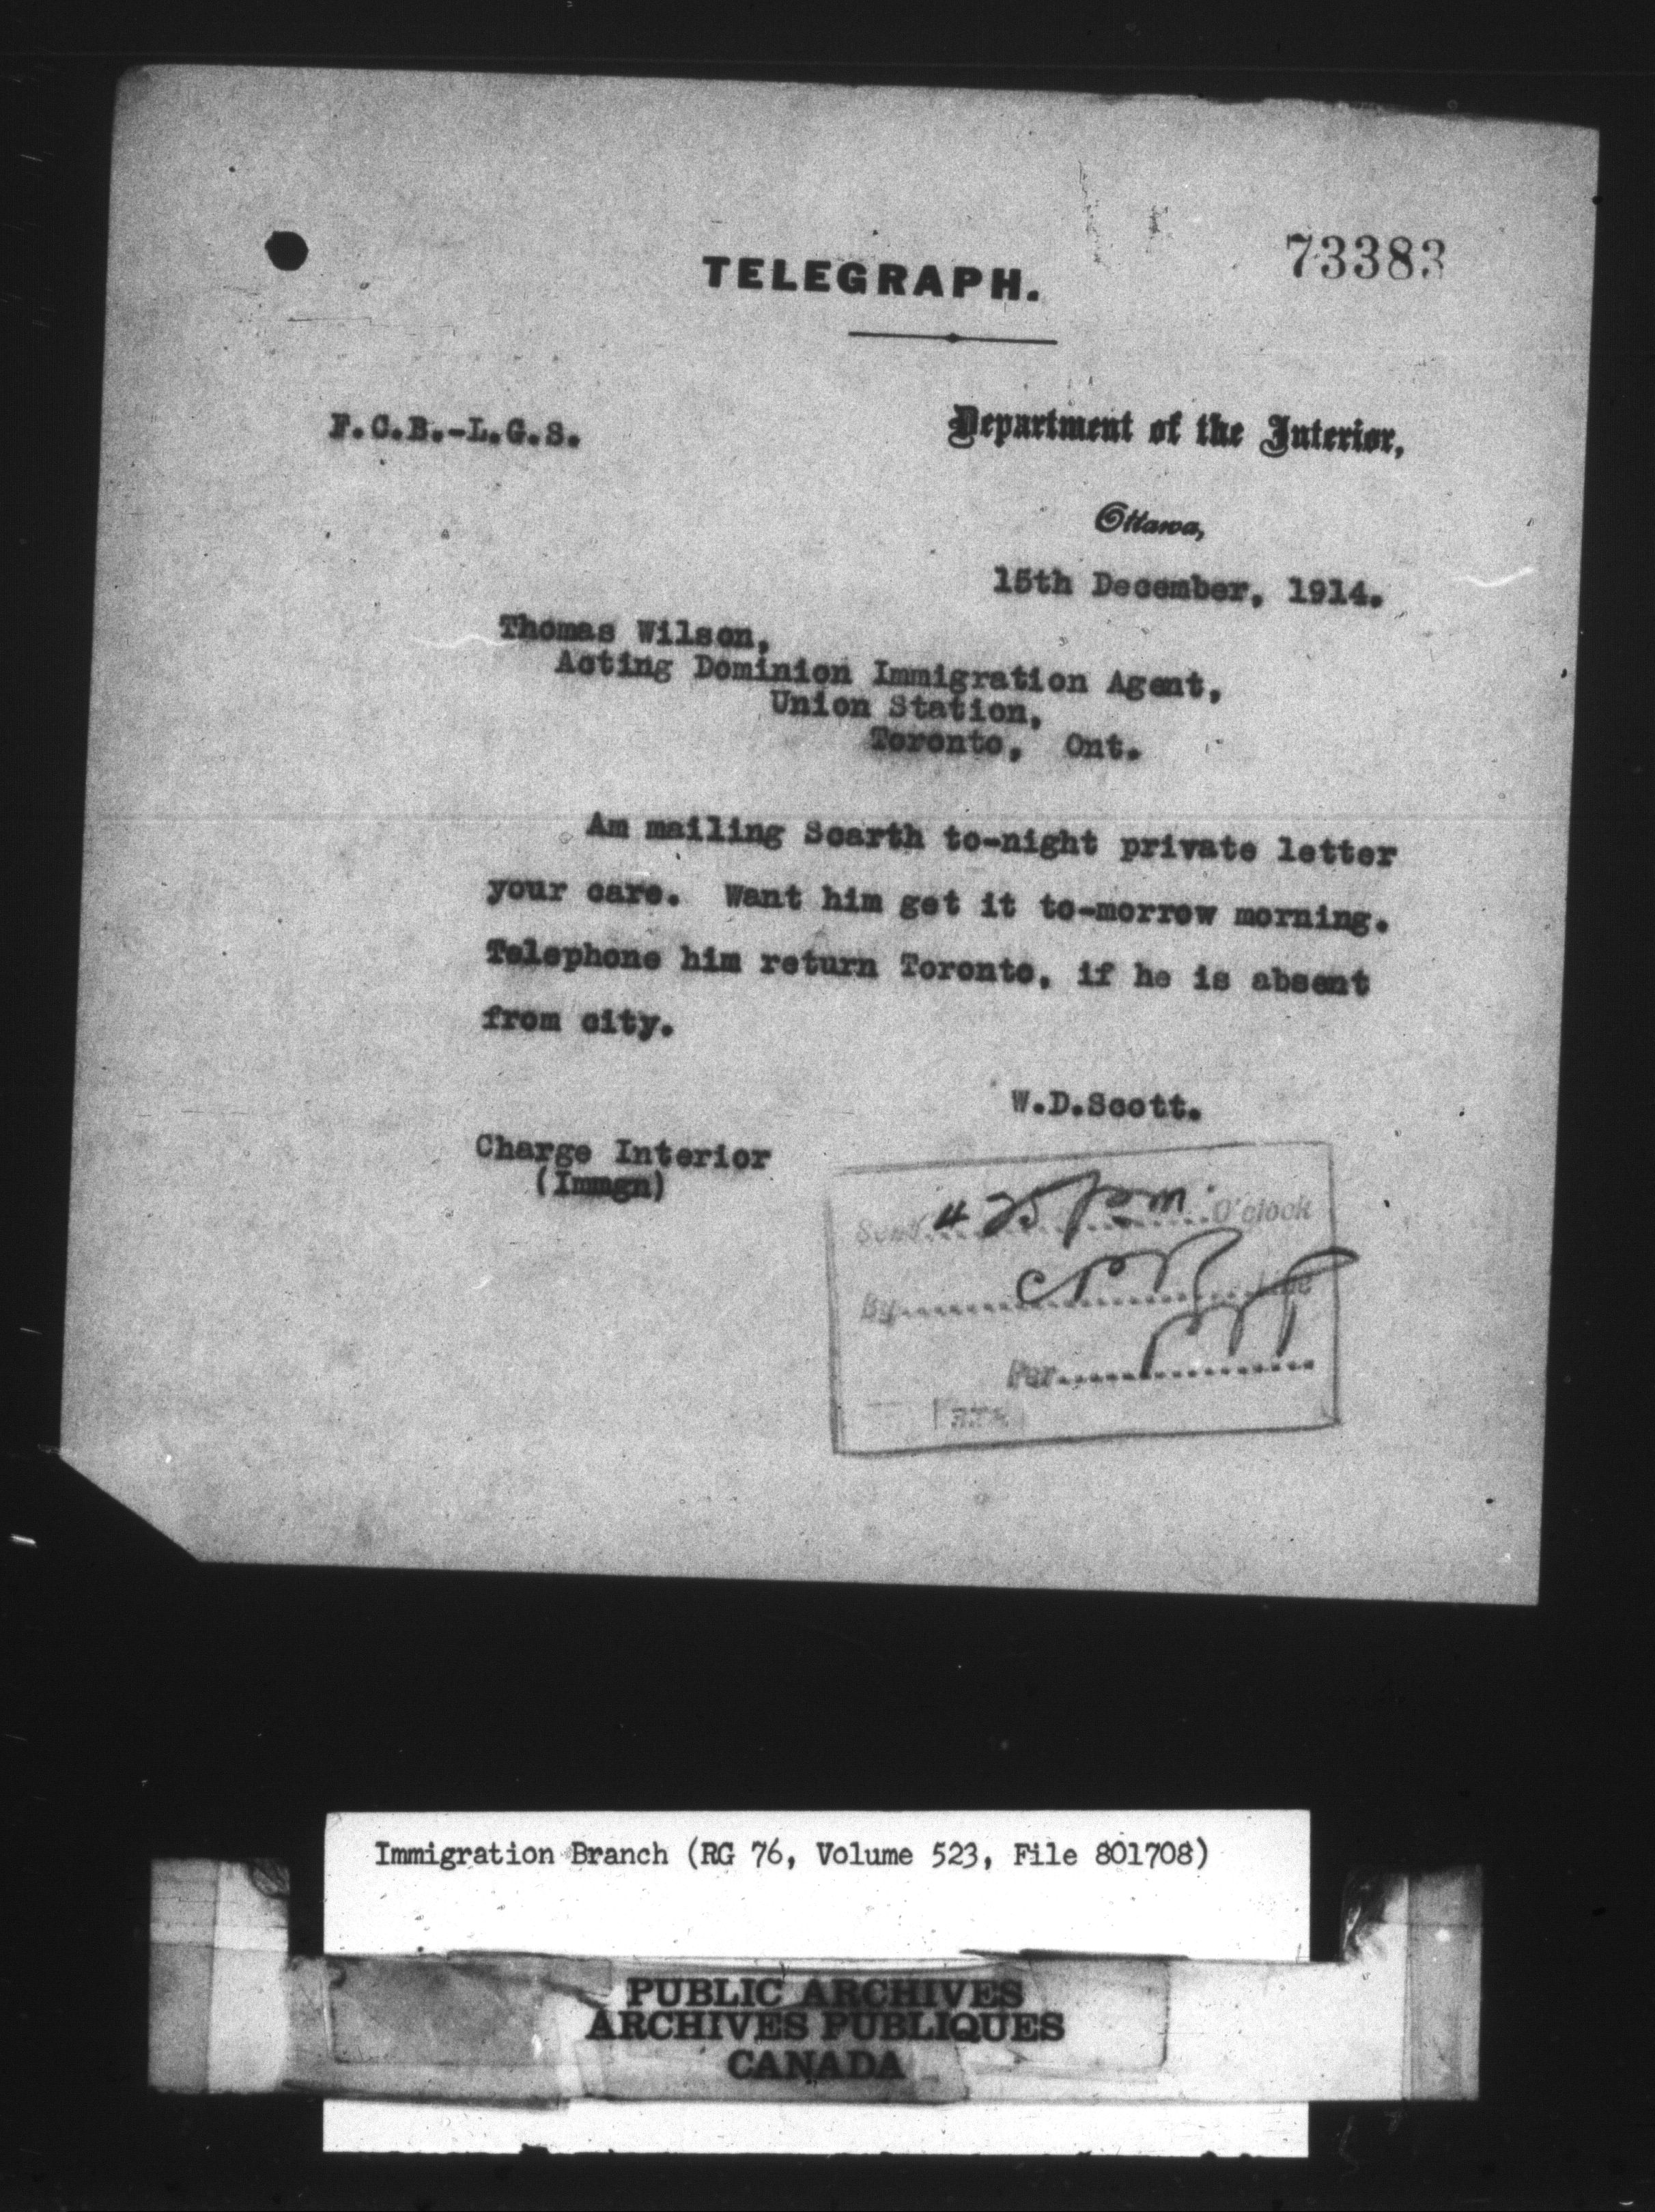 73383
TELEGRAPH.
F.C.B.-L.G.S.
Department of the Interior,
Ottawa,
15th December, 1914.
Thomas Wilson,
Acting Dominion Immigration Agent,
Union Station,
Toronto, Ont.
Am mailing Scarth to-night private letter
your care. Want him get it to-morrow morning.
Telephone him return Toronto, if he is absent
from city.
W.D.Scott.
Charge Interior
(Immgn)
Sent 4 25 pm O'clock
By
Per
Immigration Branch (RG 76, Volume 523, File 801708)
PUBLIC ARCHIVES
ARCHIVES PUBLIQUES
CANADA